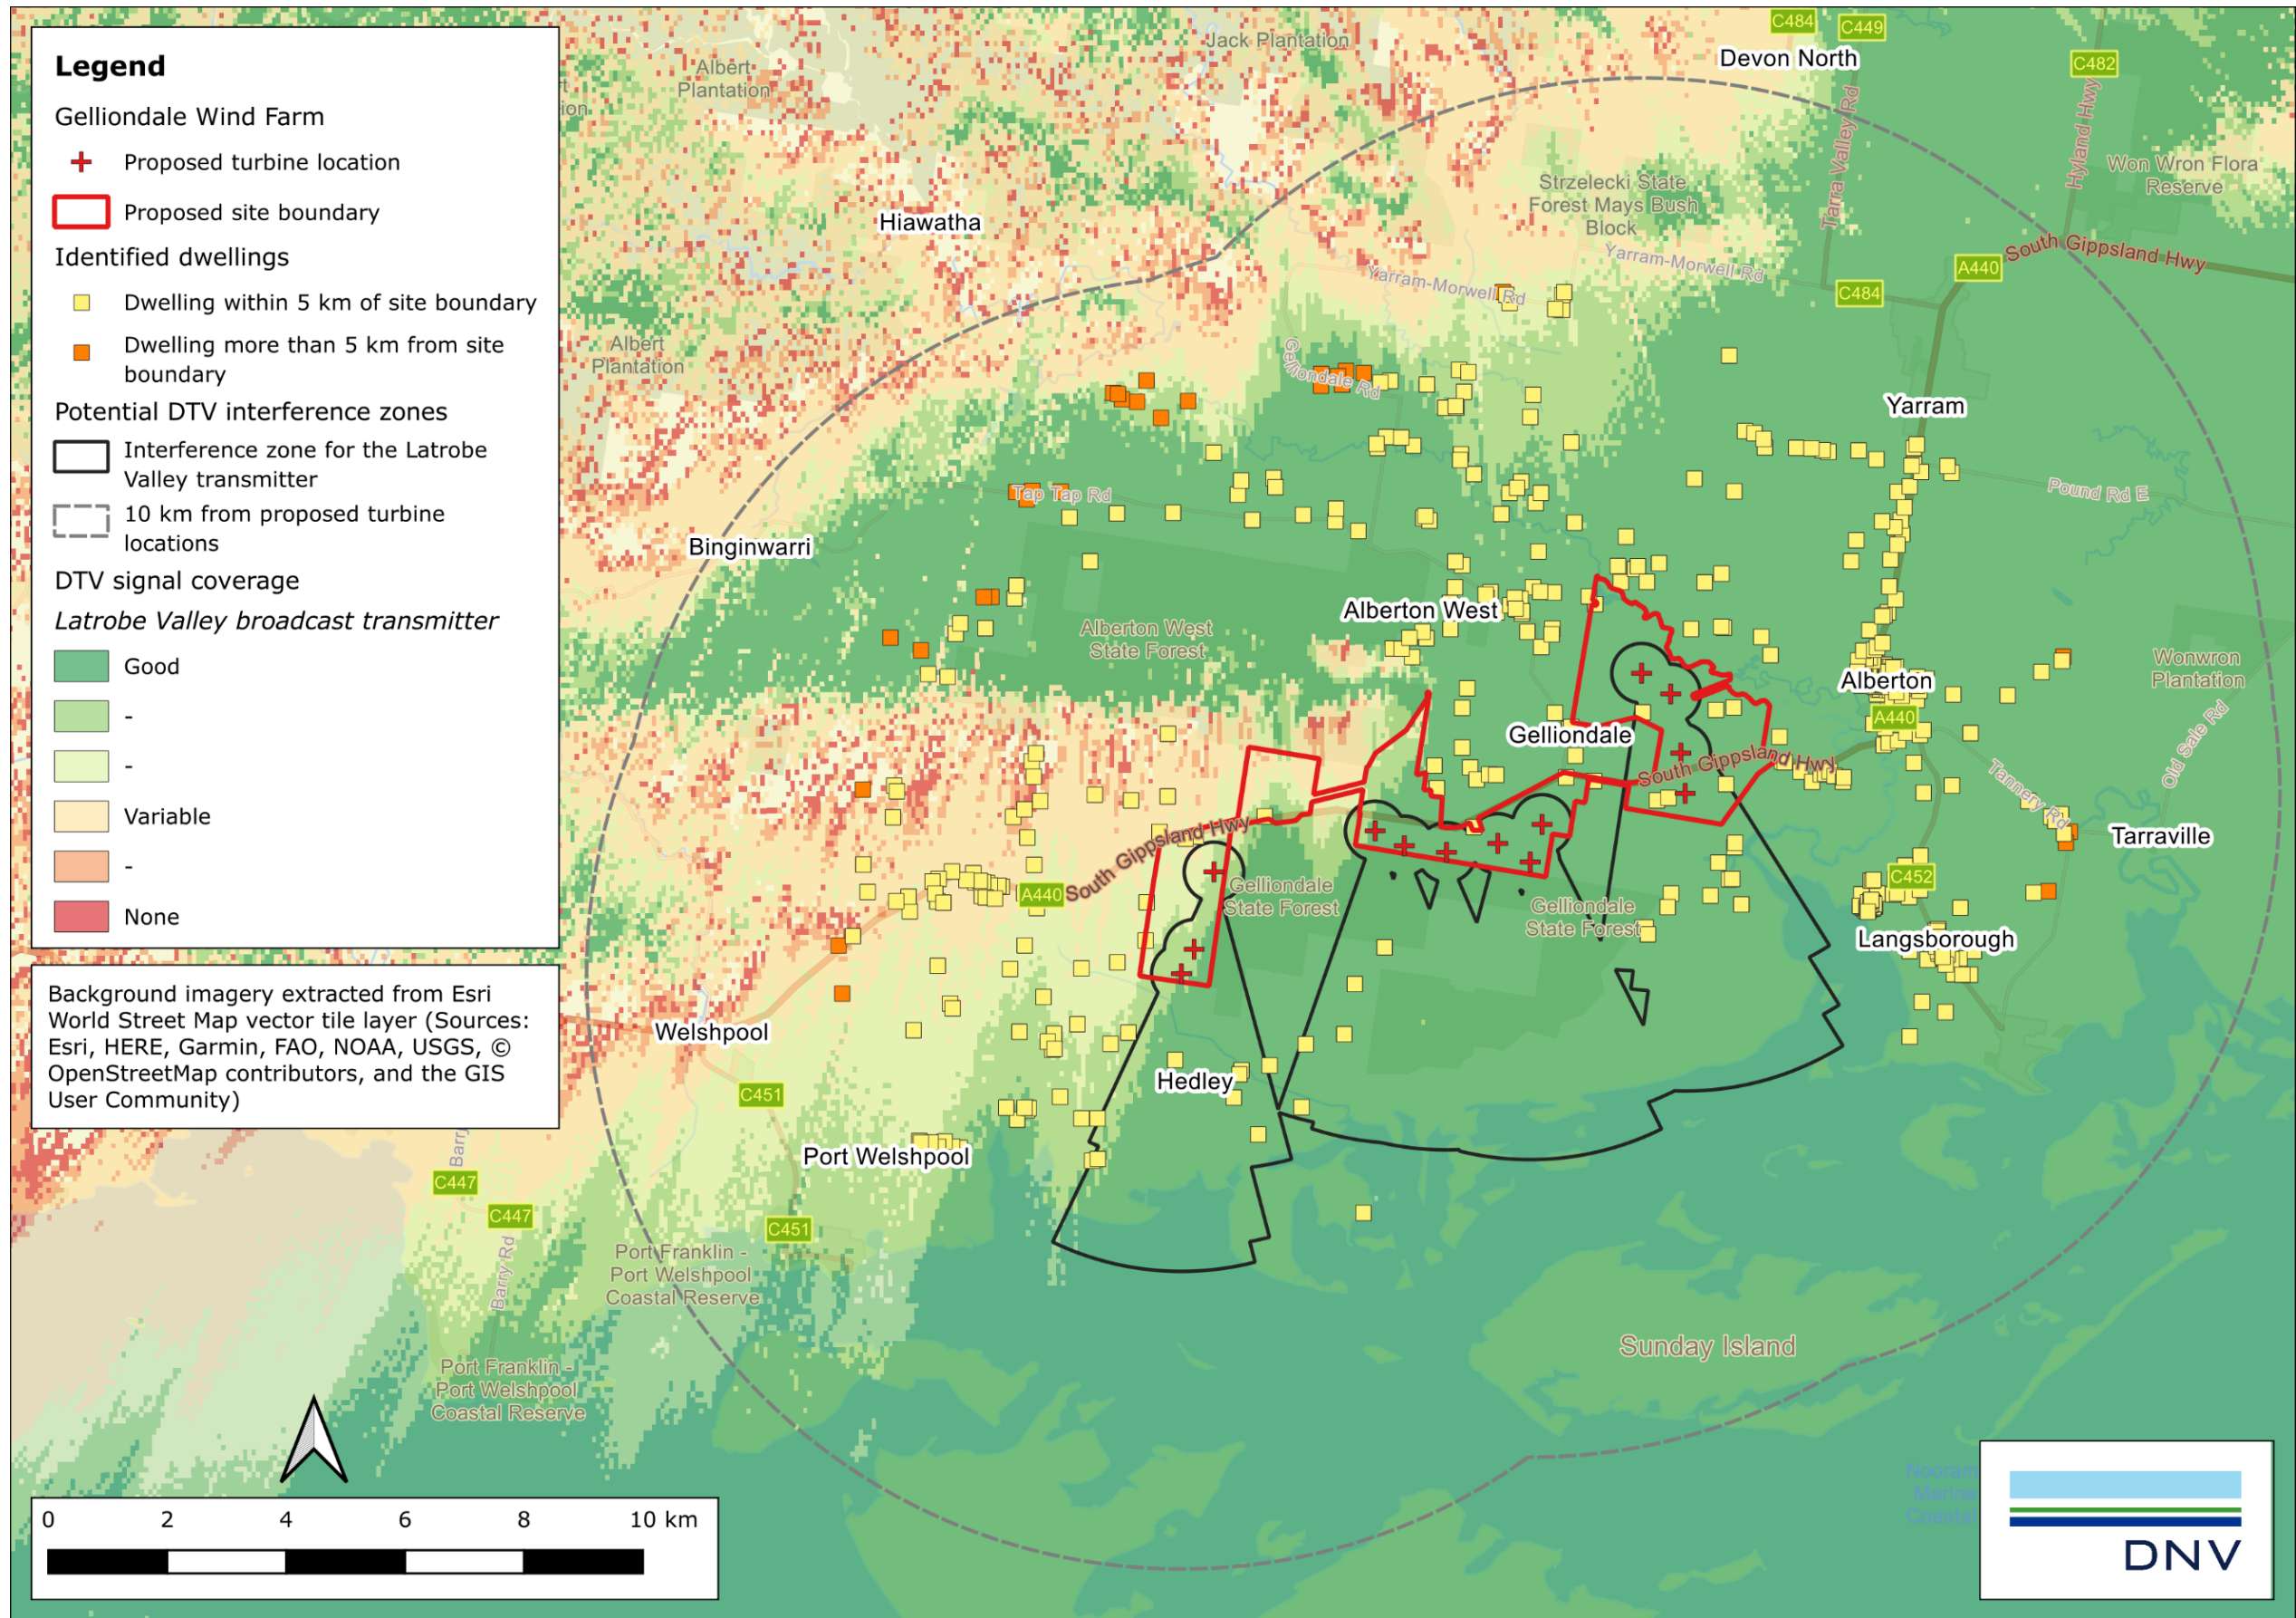 Legend
Gelliondale Wind Farm
Proposed turbine location
Proposed site boundary
Identified dwellings
Dwelling within 5 km of site boundary
Dwelling more than 5 km from site
boundary
Potential DTV interference zones
Interference zone for the Latrobe
Valley transmitter
10 km from proposed turbine
locations
DTV signal coverage
Latrobe Valley broadcast transmitter
Good
-
-
Variable
-
None
Background imagery extracted from Esri
World Street Map vector tile layer (Sources:
Esri, HERE, Garmin, FAO, NOAA, USGS, ©
OpenStreetMap contributors, and the GIS
User Community)
Jack Plantation
Albert
Plantation
Devon North
C484
C449
C482
Tarra Valley Rd
Hyland Hwy
Won Wron Flora
Reserve
Strzelecki State
Forest Mays Bush
Block
Hiawatha
Yarram-Morwell Rd
Yarram-Morwell Rd
South Gippsland Hwy
A440
C484
Albert
Plantation
Gelliondale Rd
Yarram
Tap Tap Rd
Pound Rd E
Binginwarri
Alberton West
Alberton West
State Forest
Wonwron
Plantation
Alberton
A440
Gelliondale
South Gippsland Hwy
Old Sale Rd
Tannery Rd
Tarraville
South Gippsland Hwy
A440
Gelliondale
State Forest
Gelliondale
State Forest
C452
Langsborough
Welshpool
Hedley
C451
Port Welshpool
C447
C447
C451
Barry
Barry Rd
Port Franklin -
Port Welshpool
Coastal Reserve
Port Franklin -
Port Welshpool
Coastal Reserve
Sunday Island
0 2 4 6 8 10 km
DNV